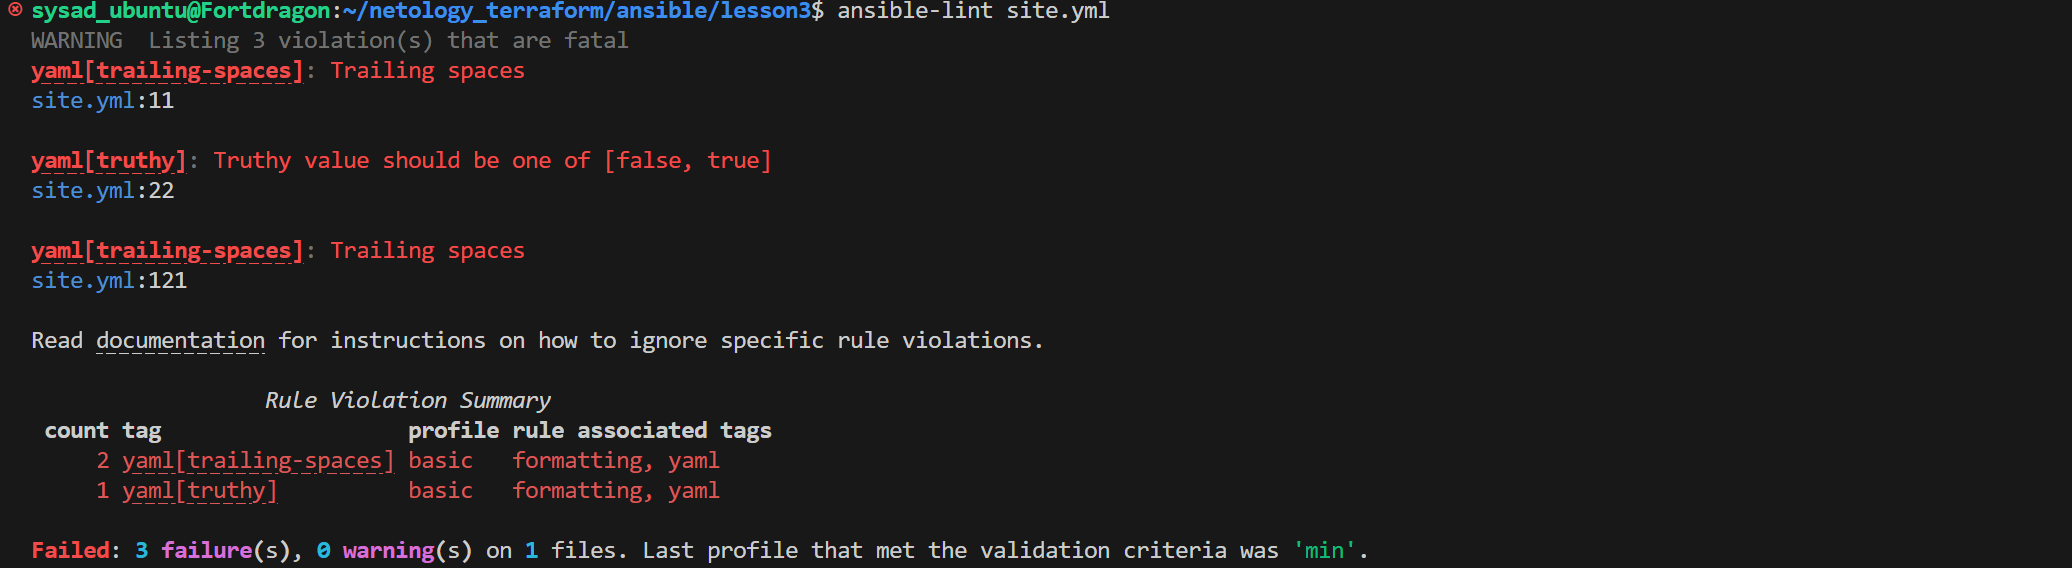 sysad_ubuntu@Fortdragon:~/netology_terraform/ansible/lesson3$ ansible-lint site.yml
WARNING  Listing 3 violation(s) that are fatal
yaml[trailing-spaces]: Trailing spaces
site.yml:11
yaml[truthy]: Truthy value should be one of [false, true]
site.yml:22
yaml[trailing-spaces]: Trailing spaces
site.yml:121
Read documentation for instructions on how to ignore specific rule violations.
Rule Violation Summary
count tag profile rule associated tags
2 yaml[trailing-spaces] basic formatting, yaml
1 yaml[truthy] basic formatting, yaml
Failed: 3 failure(s), 0 warning(s) on 1 files. Last profile that met the validation criteria was 'min'.